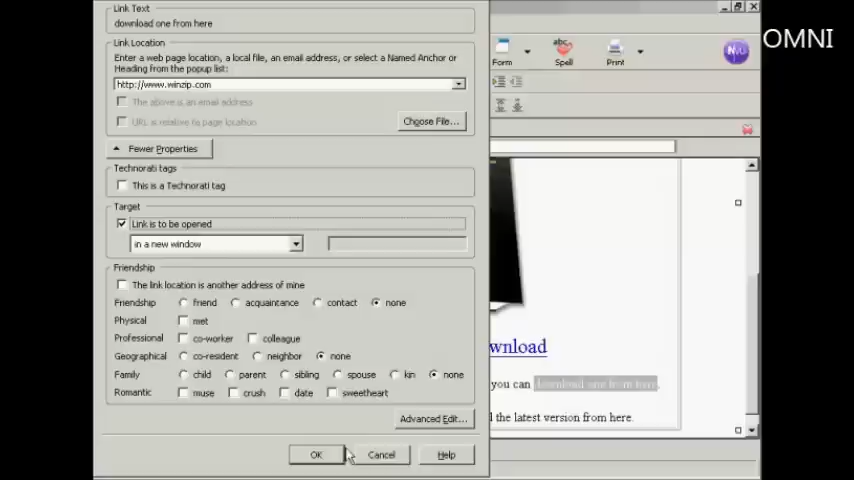 Link Text
download one from here
OMNI
Link Location
Enter a web page location, a local file, an email address, or select a Named Anchor or
Heading from the popup list:
http://www.winzip.com
The above is an email address
URL is relative to page location
Choose File...
Fewer Properties
Technorati tags
This is a Technorati tag
Target
Link is to be opened
in a new window
Friendship
The link location is another address of mine
Friendship friend acquaintance contact none
Physical met
Professional co-worker colleague
Geographical co-resident neighbor none
Family child parent sibling spouse kin none
Romantic muse crush date sweetheart
Advanced Edit...
OK Cancel Help
Form abc Spell Print
wnload
you can download one from here.
d the latest version from here.